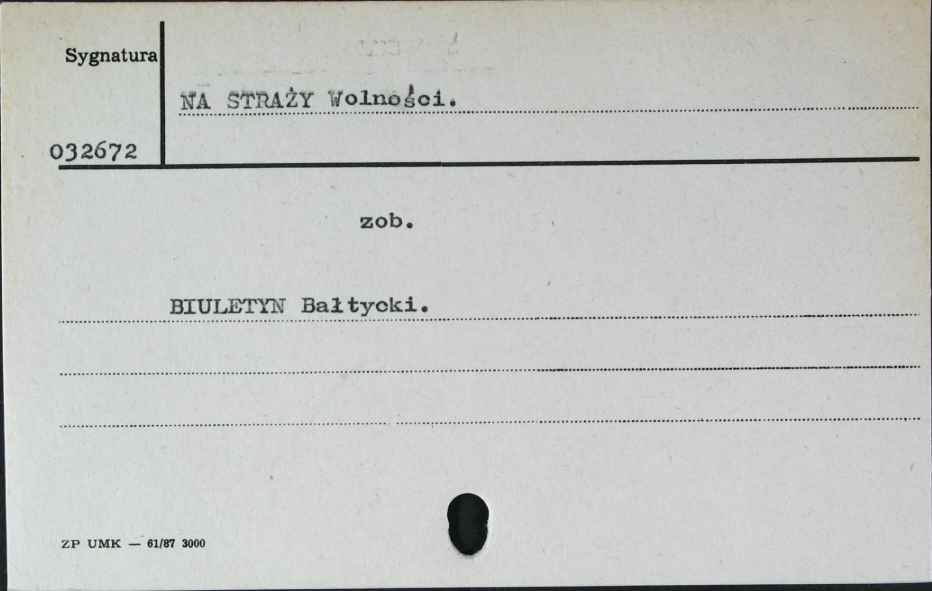 Sygnatura
NA STRAŻY Wolności.
032672
zob.
BIULETYN Bałtycki.
ZP UMK — 61/87 3000